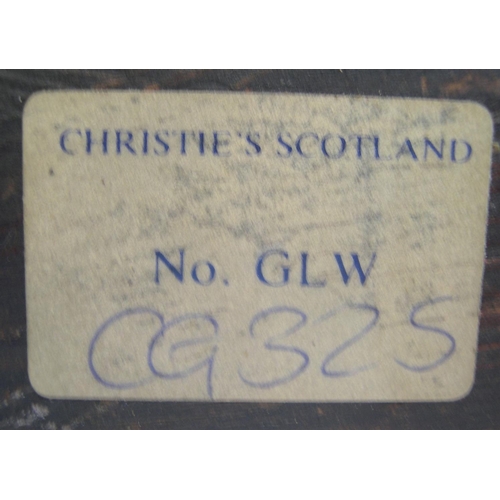 CHRISTIE'S SCOTLAND
No. GLW
CG325